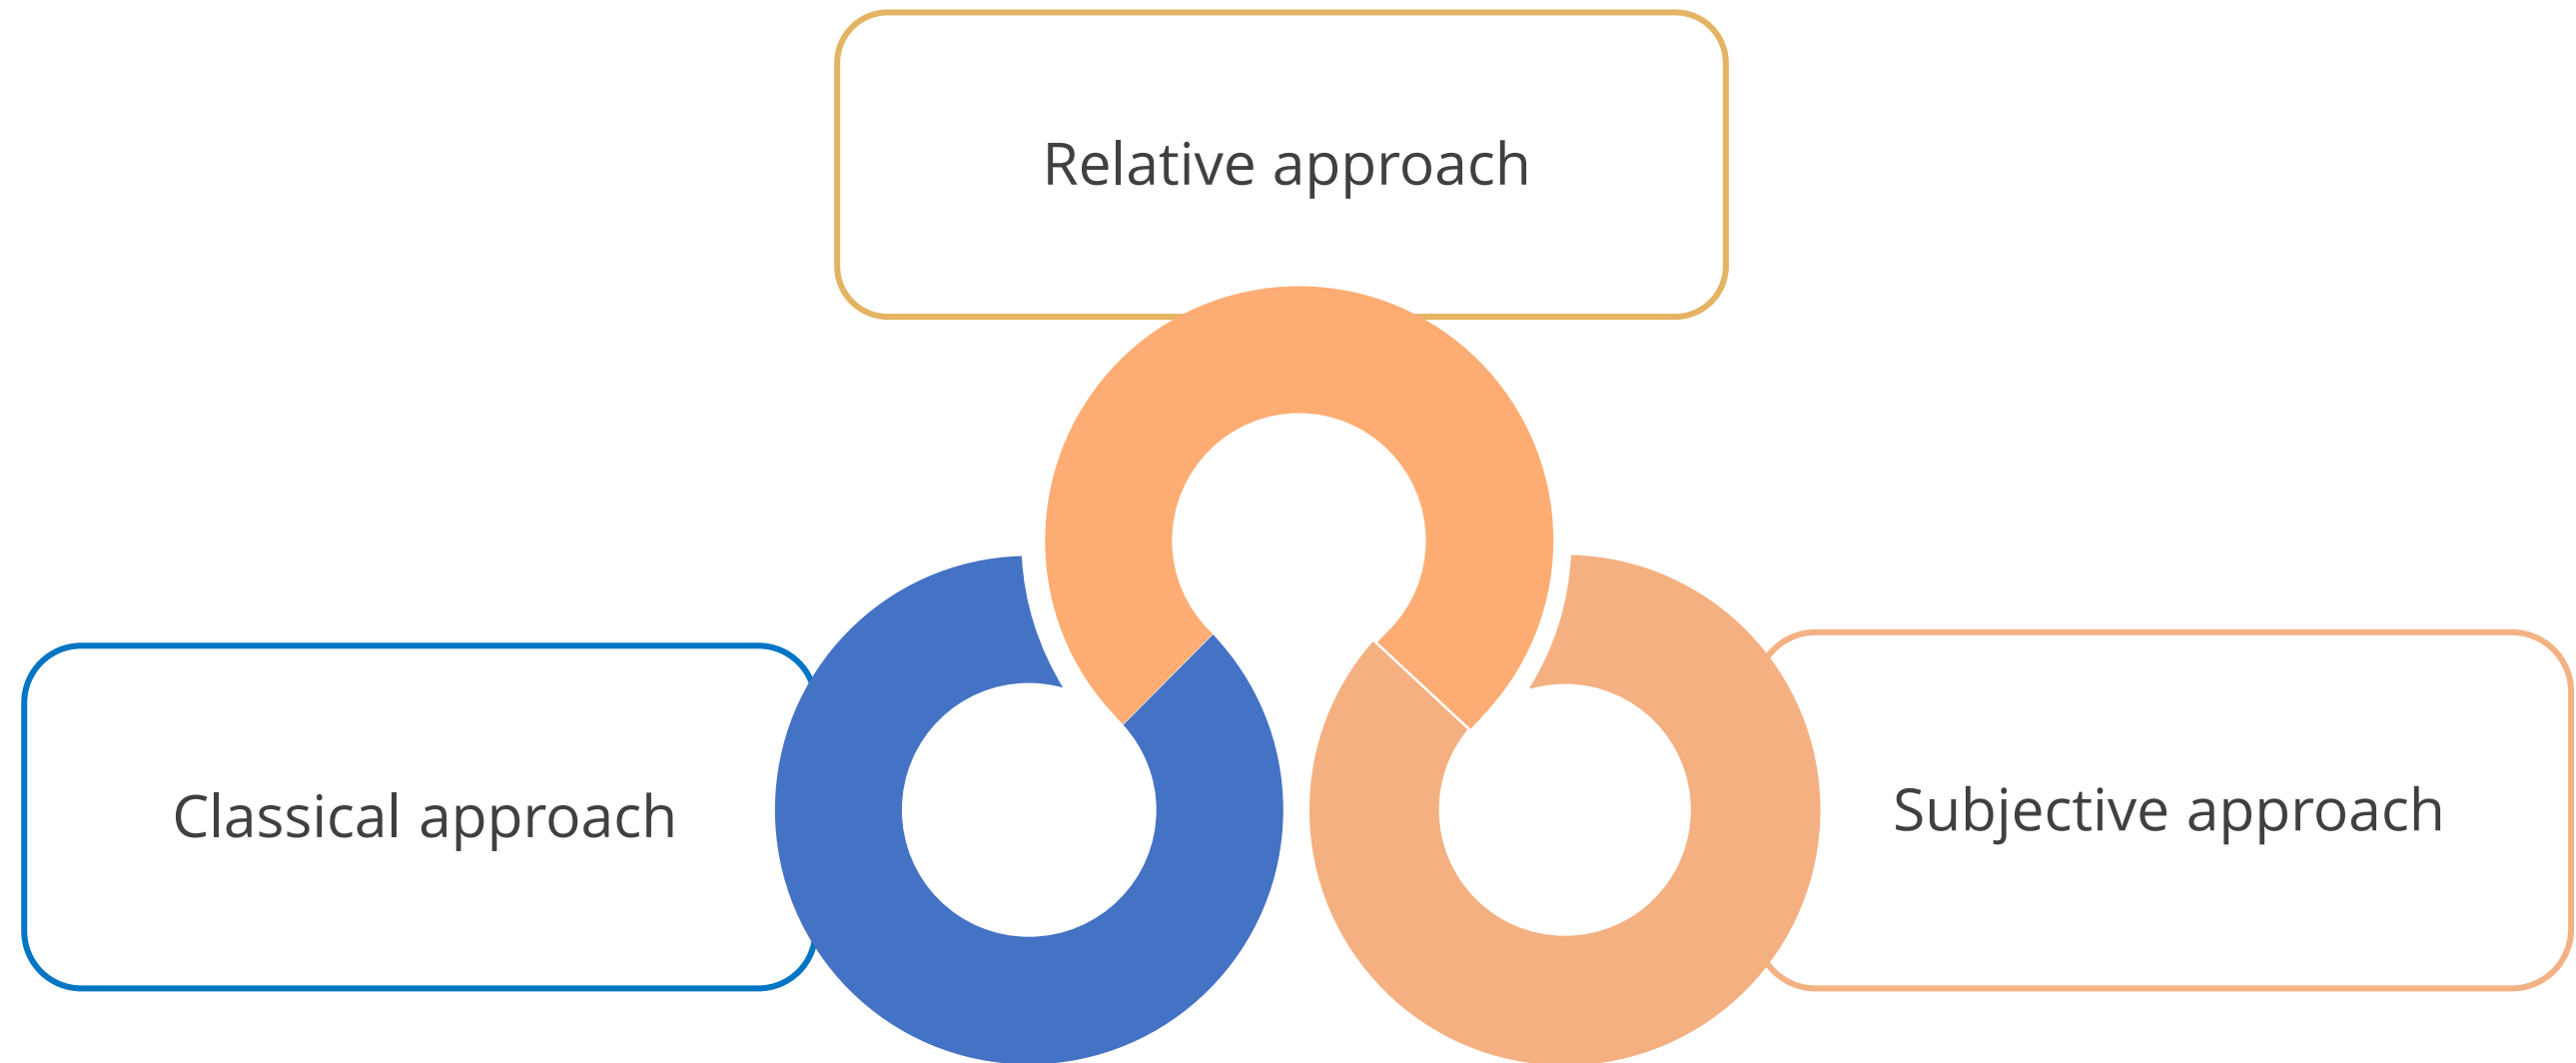 Relative approach
Classical approach
Subjective approach